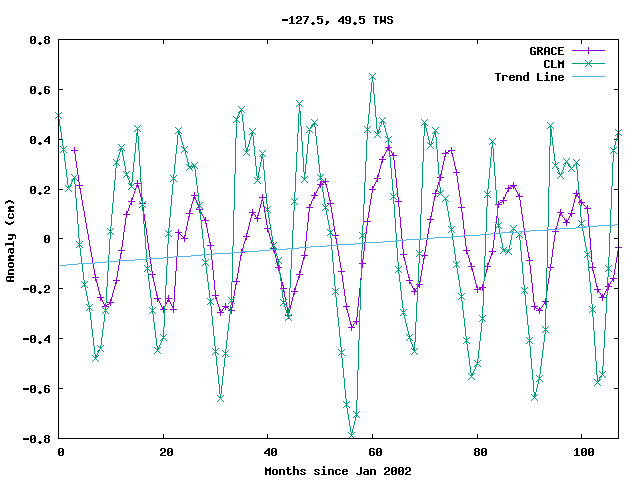 -127.5, 49.5 TWS
GRACE
CLM
Trend Line
0.8
0.6
0.4
0.2
0
-0.2
-0.4
-0.6
-0.8
Anomaly (cm)
0 20 40 60 80 100
Months since Jan 2002